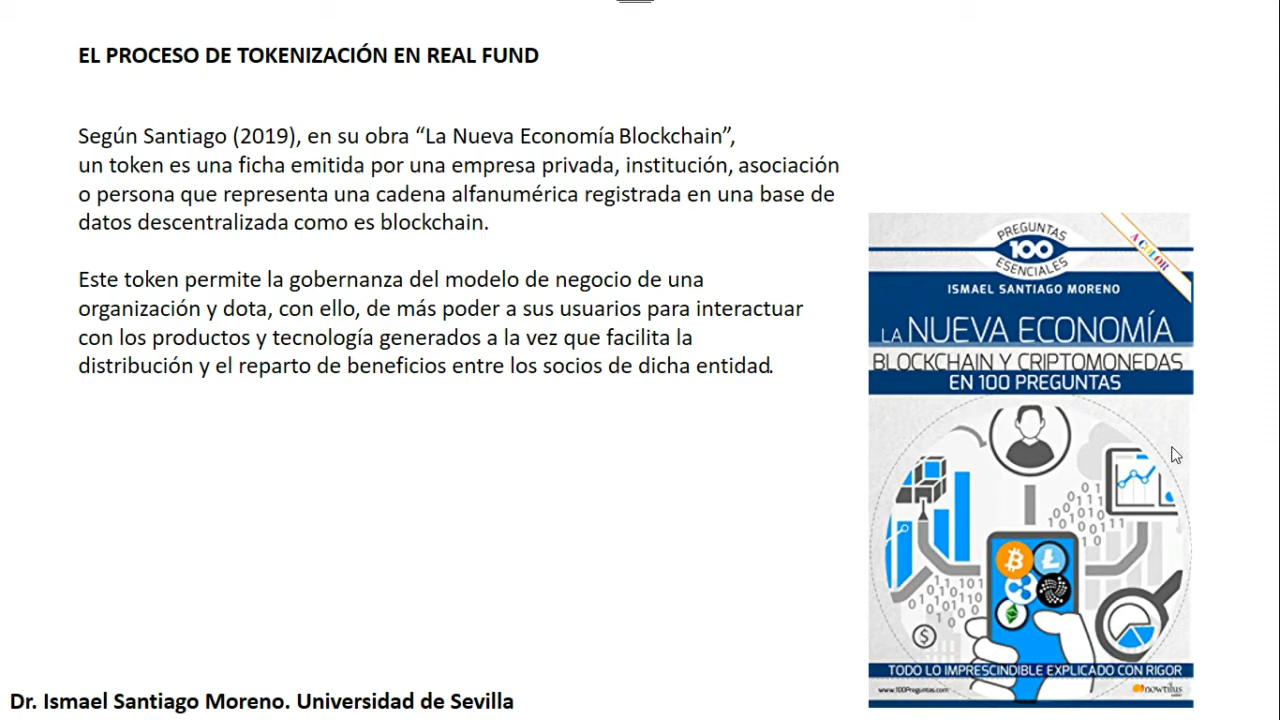 EL PROCESO DE TOKENIZACIÓN EN REAL FUND
Según Santiago (2019), en su obra “La Nueva Economía Blockchain”,
un token es una ficha emitida por una empresa privada, institución, asociación
o persona que representa una cadena alfanumérica registrada en una base de
datos descentralizada como es blockchain.
Este token permite la gobernanza del modelo de negocio de una
organización y dota, con ello, de más poder a sus usuarios para interactuar
con los productos y tecnología generados a la vez que facilita la
distribución y el reparto de beneficios entre los socios de dicha entidad.
PREGUNTAS
100
ESENCIALES
A COLOR
ISMAEL SANTIAGO MORENO
LA NUEVA ECONOMÍA
BLOCKCHAIN Y CRIPTOMONEDAS
EN 100 PREGUNTAS
TODO LO IMPRESCINDIBLE EXPLICADO CON RIGOR
www.100Preguntas.com
nowtilus
Dr. Ismael Santiago Moreno. Universidad de Sevilla